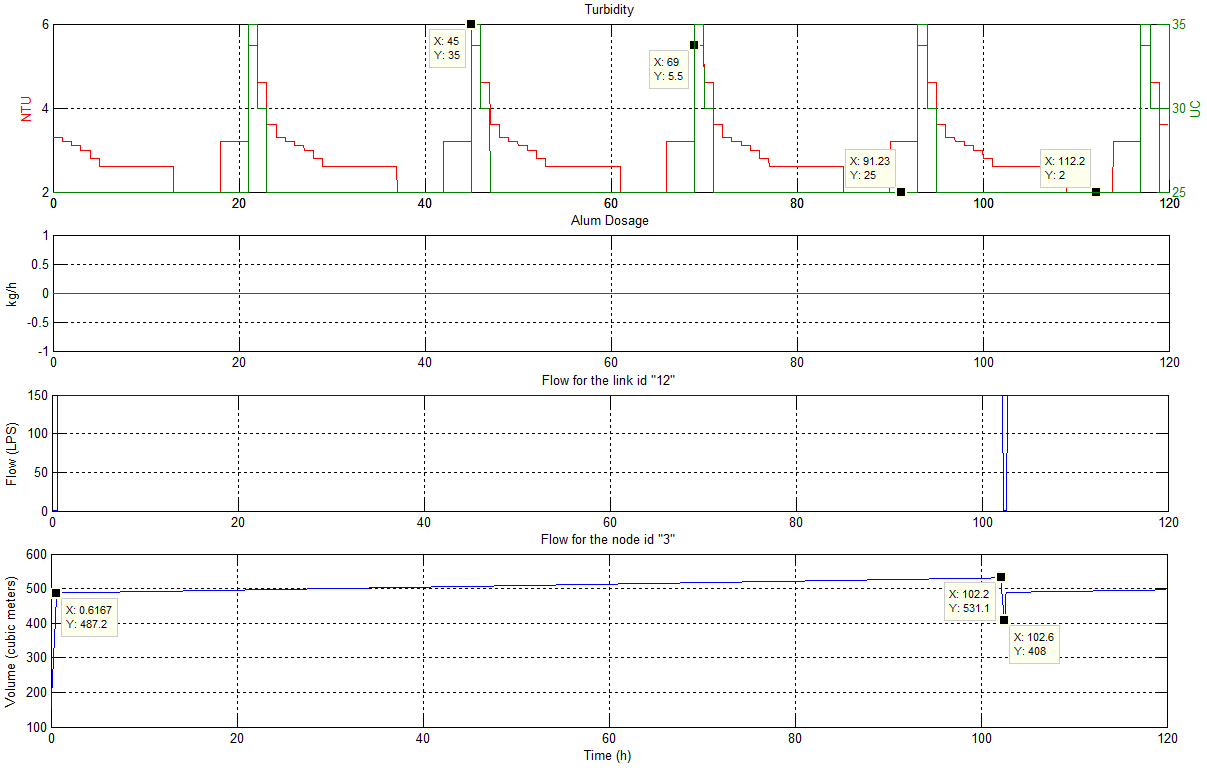 Turbidity
6
4
2
NTU
35
30
25
UC
X: 45
Y: 35
X: 69
Y: 5.5
X: 91.23
Y: 25
X: 112.2
Y: 2
0
20
40
60
80
100
120
Alum Dosage
1
0.5
0
-0.5
-1
kg/h
0
20
40
60
80
100
120
Flow for the link id "12"
150
100
50
0
Flow (LPS)
0
20
40
60
80
100
120
Flow for the node id "3"
600
500
400
300
200
100
Volume (cubic meters)
X: 0.6167
Y: 487.2
X: 102.2
Y: 531.1
X: 102.6
Y: 408
0
20
40
60
80
100
120
Time (h)